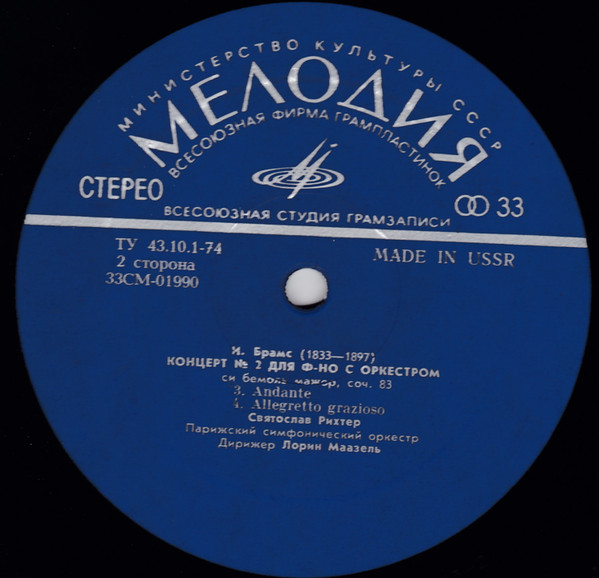 МИНИСТЕРСТВО КУЛЬТУРЫ СССР
МЕЛОДИЯ
ВСЕСОЮЗНАЯ ФИРМА ГРАМПЛАСТИНОК
СТЕРЕО
33
ВСЕСОЮЗНАЯ СТУДИЯ ГРАМЗАПИСИ
ТУ 43.10.1-74
MADE IN USSR
2 сторона
33СМ-01990
И. Брамс (1833—1897)
КОНЦЕРТ № 2 ДЛЯ Ф-НО С ОРКЕСТРОМ
си бемоль мажор, соч. 83
3. Andante
4. Allegretto grazioso
Святослав Рихтер
Парижский симфонический оркестр
Дирижер Лорин Маазель